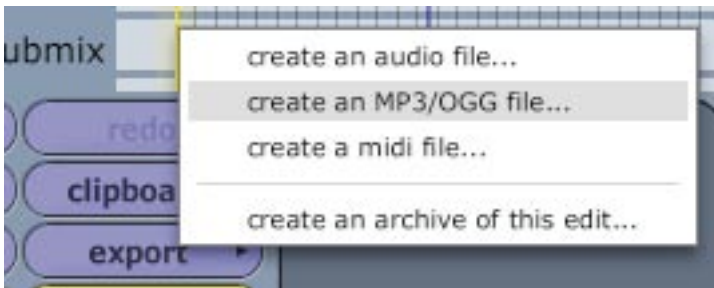 ubmix
create an audio file...
create an MP3/OGG file...
redo
create a midi file...
clipboa
create an archive of this edit...
export